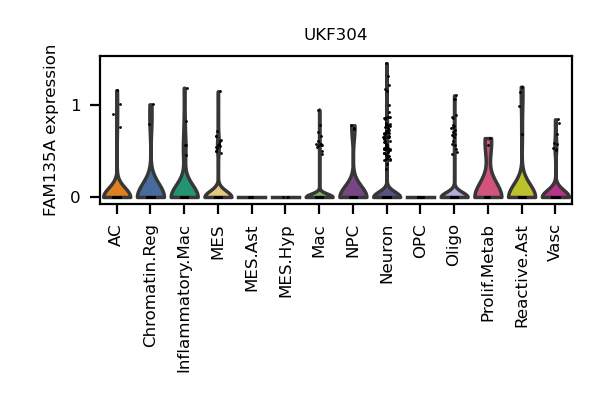 UKF304
FAM135A expression
1
0
AC
Chromatin.Reg
Inflammatory.Mac
MES
MES.Ast
MES.Hyp
Mac
NPC
Neuron
OPC
Oligo
Prolif.Metab
Reactive.Ast
Vasc